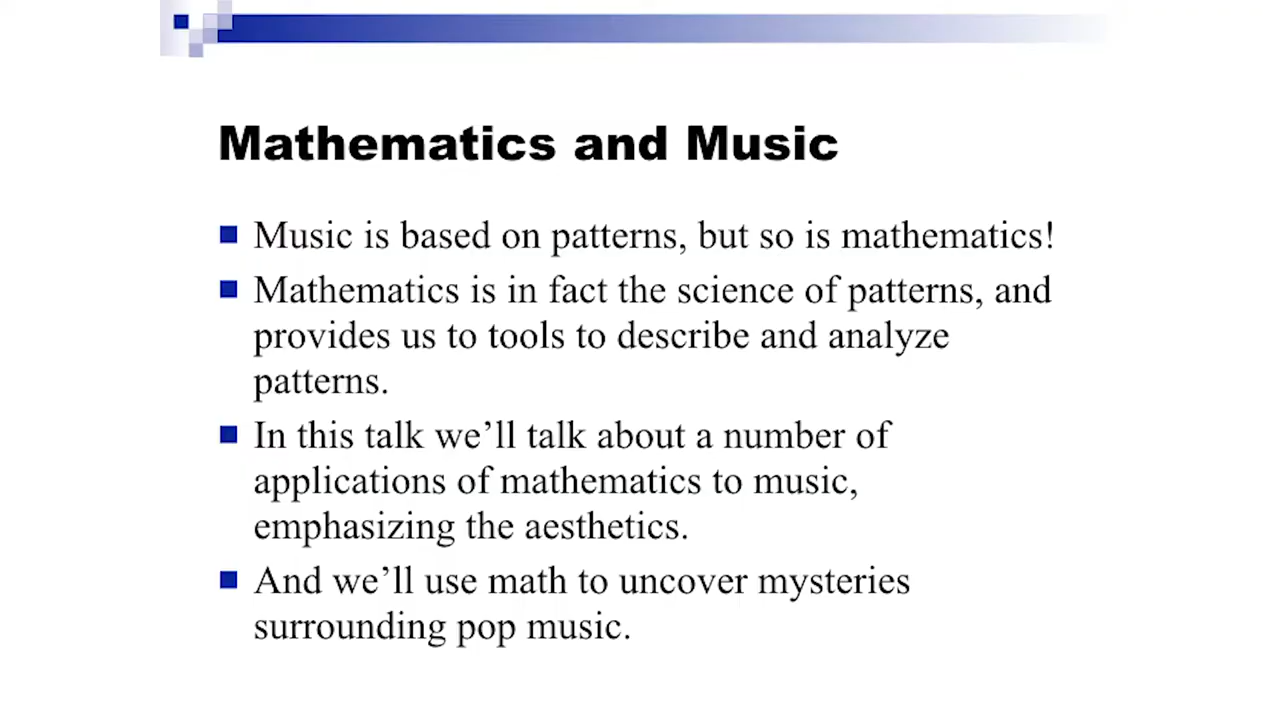 Mathematics and Music
Music is based on patterns, but so is mathematics!
Mathematics is in fact the science of patterns, and
provides us to tools to describe and analyze
patterns.
In this talk we’ll talk about a number of
applications of mathematics to music,
emphasizing the aesthetics.
And we’ll use math to uncover mysteries
surrounding pop music.